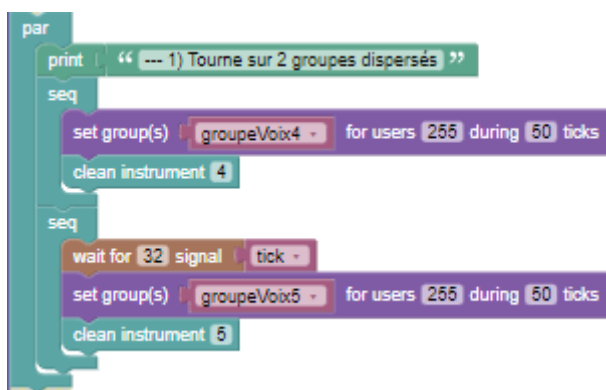 par
print “ --- 1) Tourne sur 2 groupes dispersés ”
seq
set group(s) groupeVoix4 for users 255 during 50 ticks
clean instrument 4
seq
wait for 32 signal tick
set group(s) groupeVoix5 for users 255 during 50 ticks
clean instrument 5